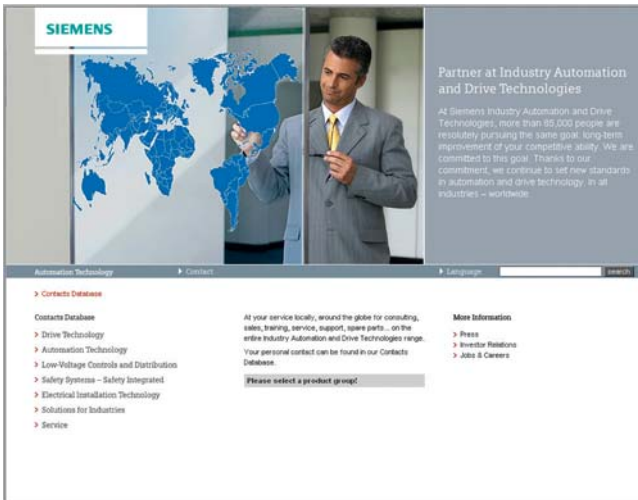 SIEMENS
Partner at Industry Automation
and Drive Technologies
At Siemens Industry Automation and Drive
Technologies, more than 85,000 people are
resolutely pursuing the same goal: long-term
improvement of your competitive ability. We are
committed to this goal. Thanks to our
commitment, we continue to set new standards
in automation and drive technology. In all
industries – worldwide.
Automation Technology
Contact
Language
search
Contacts Database
Contacts Database
Drive Technology
Automation Technology
Low-Voltage Controls and Distribution
Safety Systems – Safety Integrated
Electrical Installation Technology
Solutions for Industries
Service
At your service locally, around the globe for consulting,
sales, training, service, support, spare parts... on the
entire Industry Automation and Drive Technologies range.
Your personal contact can be found in our Contacts
Database.
Please select a product group!
More Information
Press
Investor Relations
Jobs & Careers